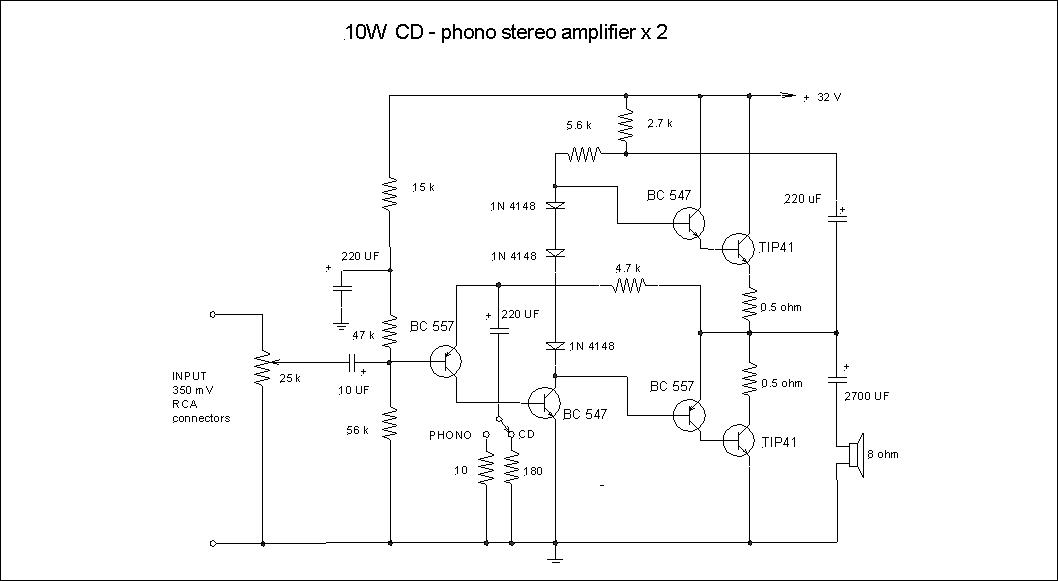 10W CD - phono stereo amplifier x 2
+ 32 V
5.6 k
2.7 k
15 k
BC 547
220 uF
+
1N 4148
TIP41
220 UF
+
1N 4148
4.7 k
0.5 ohm
+
220 UF
BC 557
47 k
1N 4148
+
INPUT
350 mV
RCA
connectors
25 k
+
10 UF
BC 557
0.5 ohm
2700 UF
BC 547
56 k
PHONO
CD
TIP41
8 ohm
10
180